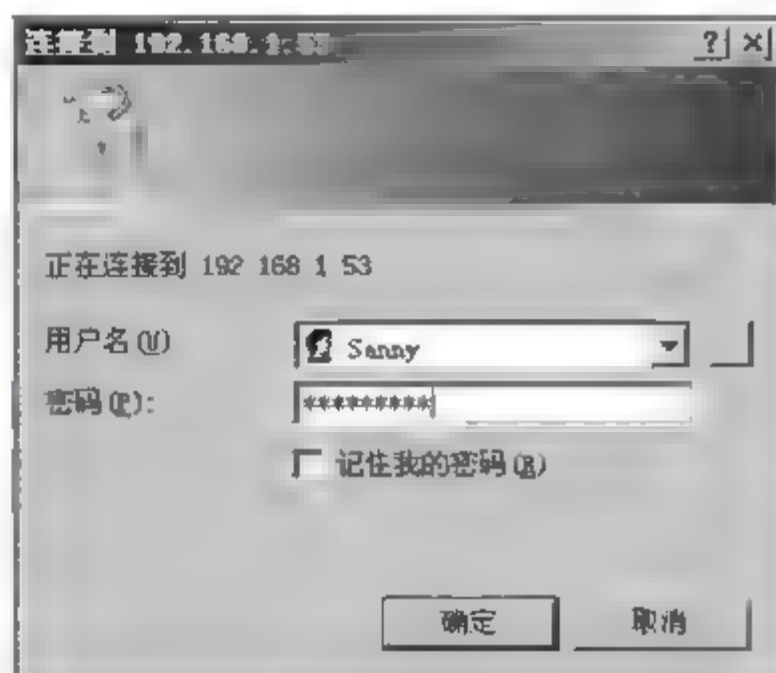 连接到 192.168.1.53
正在连接到 192 168 1 53
用户名(U)
Sanny
密码(P):
*********
记住我的密码(R)
确定 取消